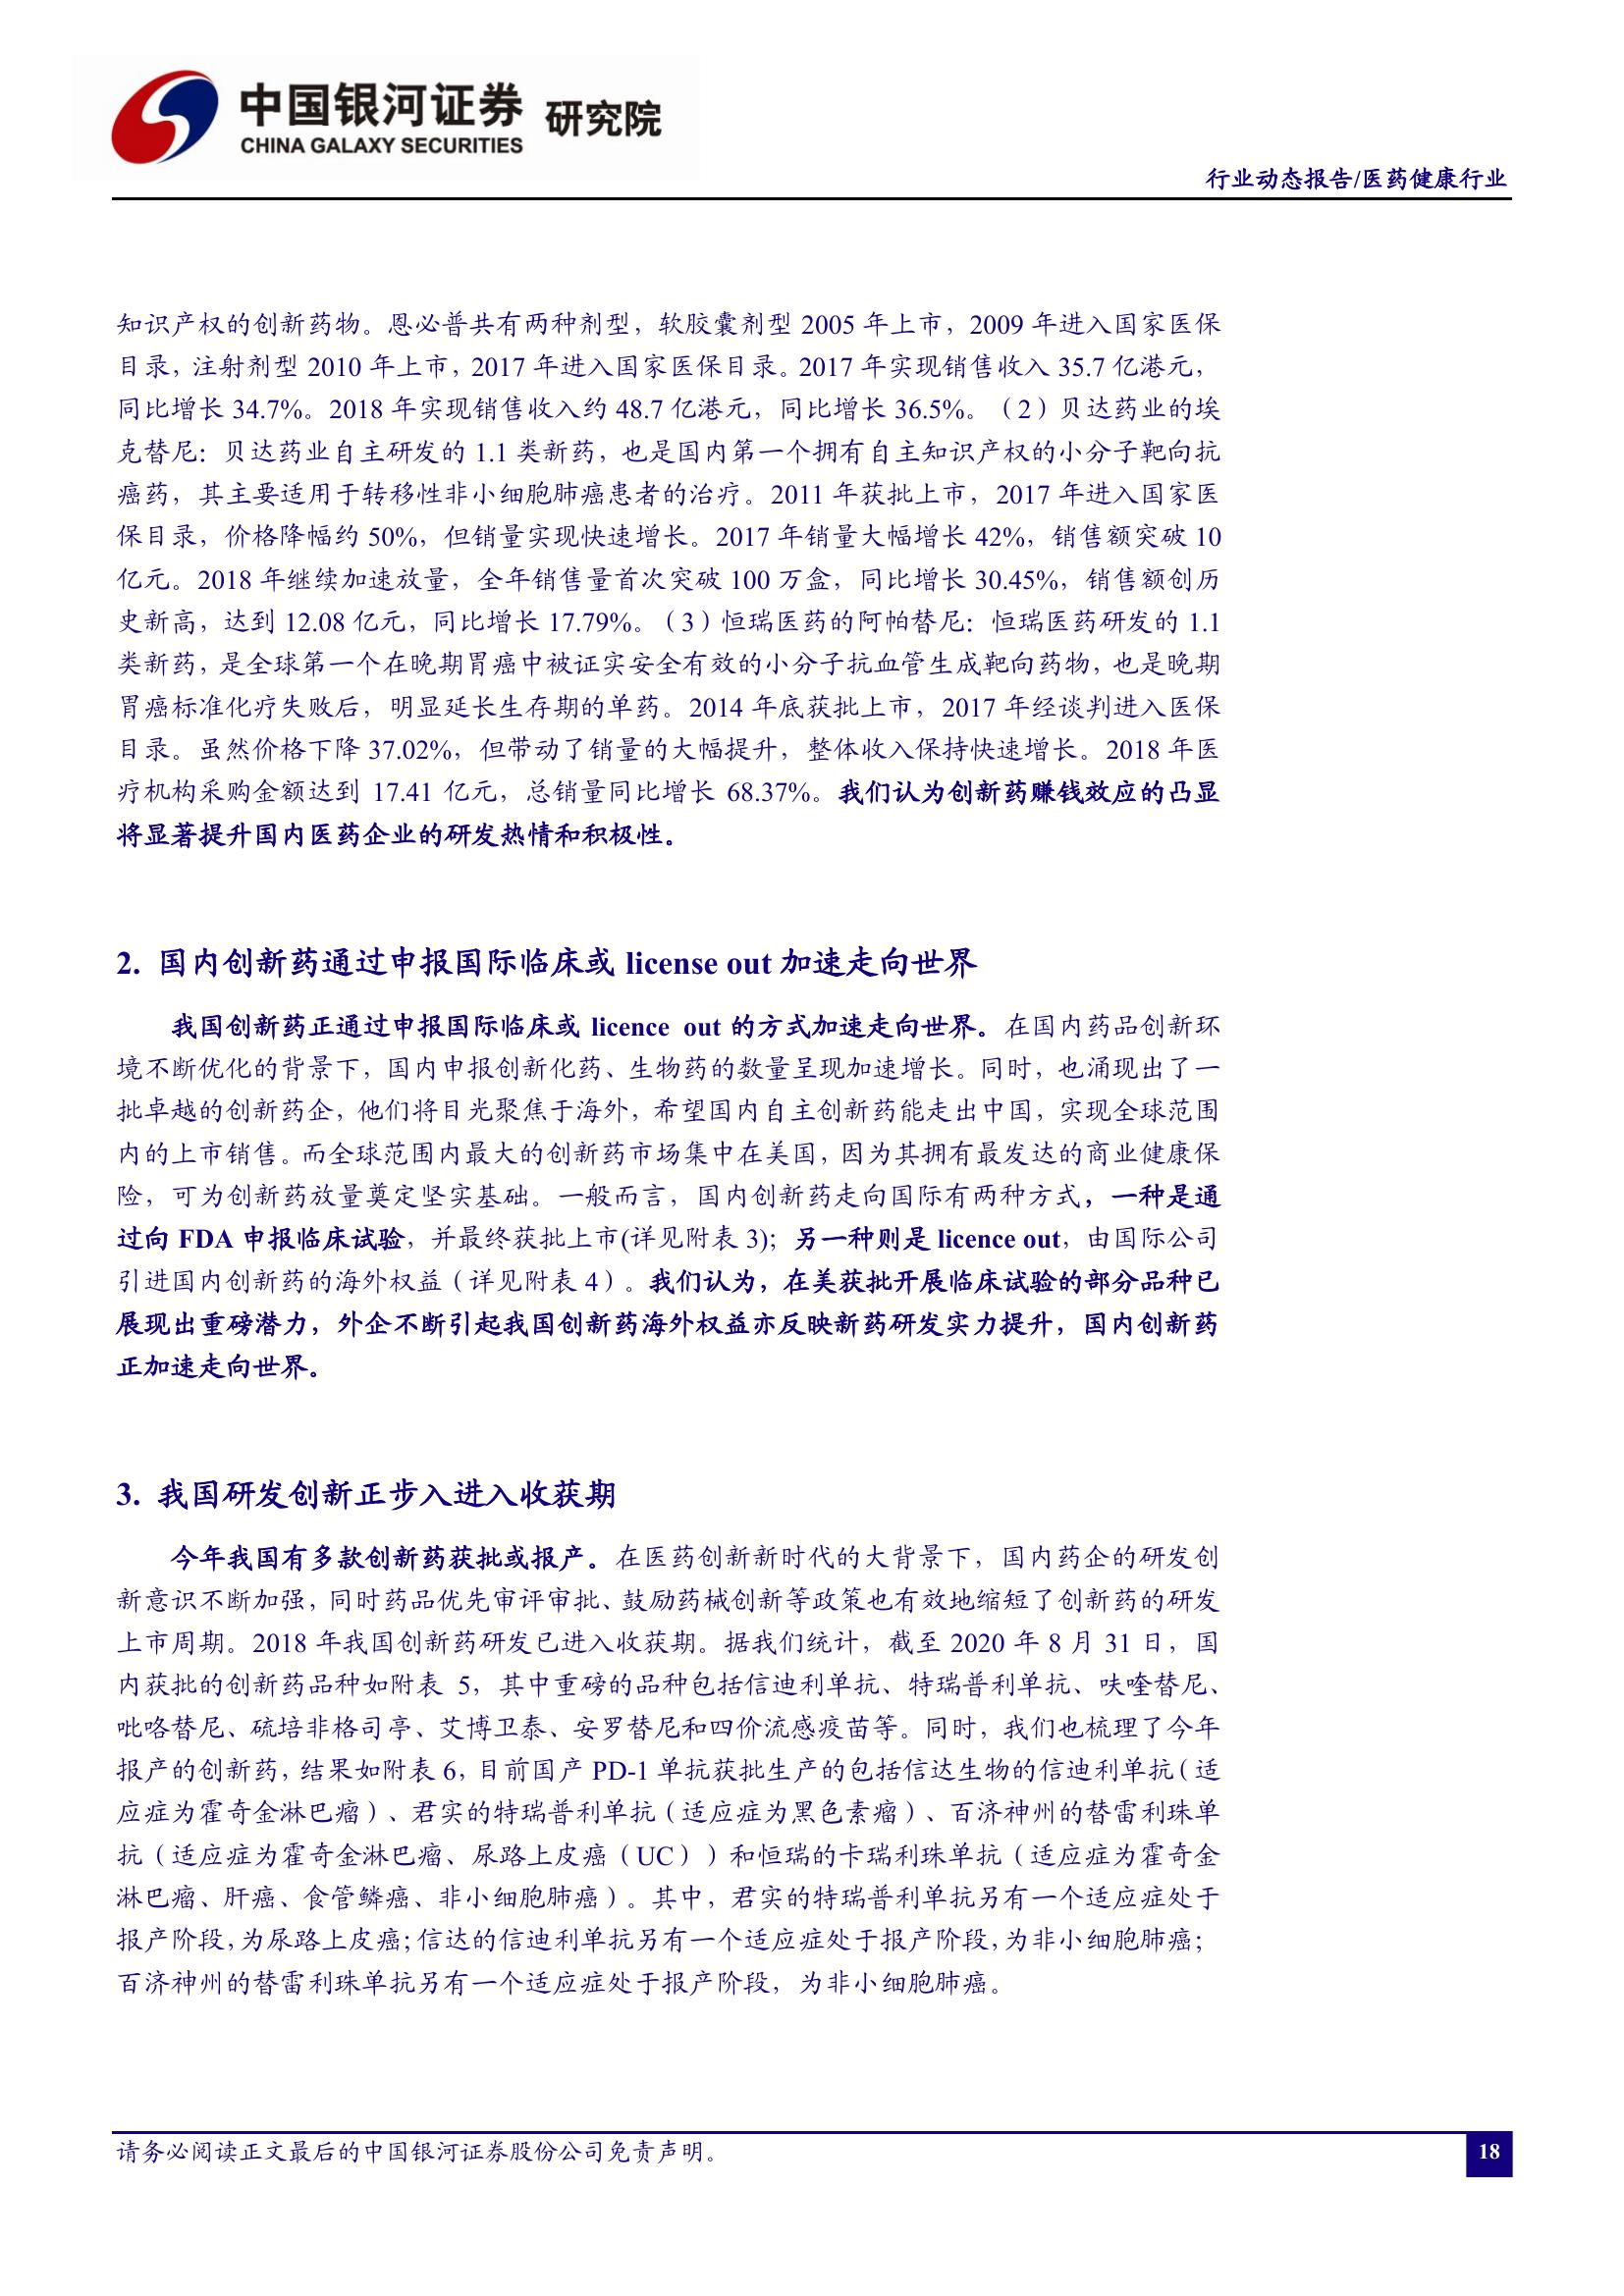 中国银河证券 研究院
CHINA GALAXY SECURITIES
行业动态报告/医药健康行业
知识产权的创新药物。恩必普共有两种剂型，软胶囊剂型 2005 年上市，2009 年进入国家医保
目录，注射剂型 2010 年上市，2017 年进入国家医保目录。2017 年实现销售收入 35.7 亿港元，
同比增长 34.7%。2018 年实现销售收入约 48.7 亿港元，同比增长 36.5%。（2）贝达药业的埃
克替尼：贝达药业自主研发的 1.1 类新药，也是国内第一个拥有自主知识产权的小分子靶向抗
癌药，其主要适用于转移性非小细胞肺癌患者的治疗。2011 年获批上市，2017 年进入国家医
保目录，价格降幅约 50%，但销量实现快速增长。2017 年销量大幅增长 42%，销售额突破 10
亿元。2018 年继续加速放量，全年销售量首次突破 100 万盒，同比增长 30.45%，销售额创历
史新高，达到 12.08 亿元，同比增长 17.79%。（3）恒瑞医药的阿帕替尼：恒瑞医药研发的 1.1
类新药，是全球第一个在晚期胃癌中被证实安全有效的小分子抗血管生成靶向药物，也是晚期
胃癌标准化疗失败后，明显延长生存期的单药。2014 年底获批上市，2017 年经谈判进入医保
目录。虽然价格下降 37.02%，但带动了销量的大幅提升，整体收入保持快速增长。2018 年医
疗机构采购金额达到 17.41 亿元，总销量同比增长 68.37%。我们认为创新药赚钱效应的凸显
将显著提升国内医药企业的研发热情和积极性。
2. 国内创新药通过申报国际临床或 license out 加速走向世界
我国创新药正通过申报国际临床或 licence out 的方式加速走向世界。在国内药品创新环
境不断优化的背景下，国内申报创新化药、生物药的数量呈现加速增长。同时，也涌现出了一
批卓越的创新药企，他们将目光聚焦于海外，希望国内自主创新药能走出中国，实现全球范围
内的上市销售。而全球范围内最大的创新药市场集中在美国，因为其拥有最发达的商业健康保
险，可为创新药放量奠定坚实基础。一般而言，国内创新药走向国际有两种方式，一种是通
过向 FDA 申报临床试验，并最终获批上市(详见附表 3)；另一种则是 licence out，由国际公司
引进国内创新药的海外权益（详见附表 4）。我们认为，在美获批开展临床试验的部分品种已
展现出重磅潜力，外企不断引起我国创新药海外权益亦反映新药研发实力提升，国内创新药
正加速走向世界。
3. 我国研发创新正步入进入收获期
今年我国有多款创新药获批或报产。在医药创新新时代的大背景下，国内药企的研发创
新意识不断加强，同时药品优先审评审批、鼓励药械创新等政策也有效地缩短了创新药的研发
上市周期。2018 年我国创新药研发已进入收获期。据我们统计，截至 2020 年 8 月 31 日，国
内获批的创新药品种如附表 5，其中重磅的品种包括信迪利单抗、特瑞普利单抗、呋喹替尼、
吡咯替尼、硫培非格司亭、艾博卫泰、安罗替尼和四价流感疫苗等。同时，我们也梳理了今年
报产的创新药，结果如附表 6，目前国产 PD-1 单抗获批生产的包括信达生物的信迪利单抗（适
应症为霍奇金淋巴瘤）、君实的特瑞普利单抗（适应症为黑色素瘤）、百济神州的替雷利珠单
抗（适应症为霍奇金淋巴瘤、尿路上皮癌（UC））和恒瑞的卡瑞利珠单抗（适应症为霍奇金
淋巴瘤、肝癌、食管鳞癌、非小细胞肺癌）。其中，君实的特瑞普利单抗另有一个适应症处于
报产阶段，为尿路上皮癌；信达的信迪利单抗另有一个适应症处于报产阶段，为非小细胞肺癌；
百济神州的替雷利珠单抗另有一个适应症处于报产阶段，为非小细胞肺癌。
请务必阅读正文最后的中国银河证券股份公司免责声明。
18